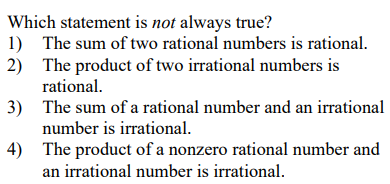 Which statement is not always true?
1) The sum of two rational numbers is rational.
2) The product of two irrational numbers is
rational.
3) The sum of a rational number and an irrational
number is irrational.
4) The product of a nonzero rational number and
an irrational number is irrational.